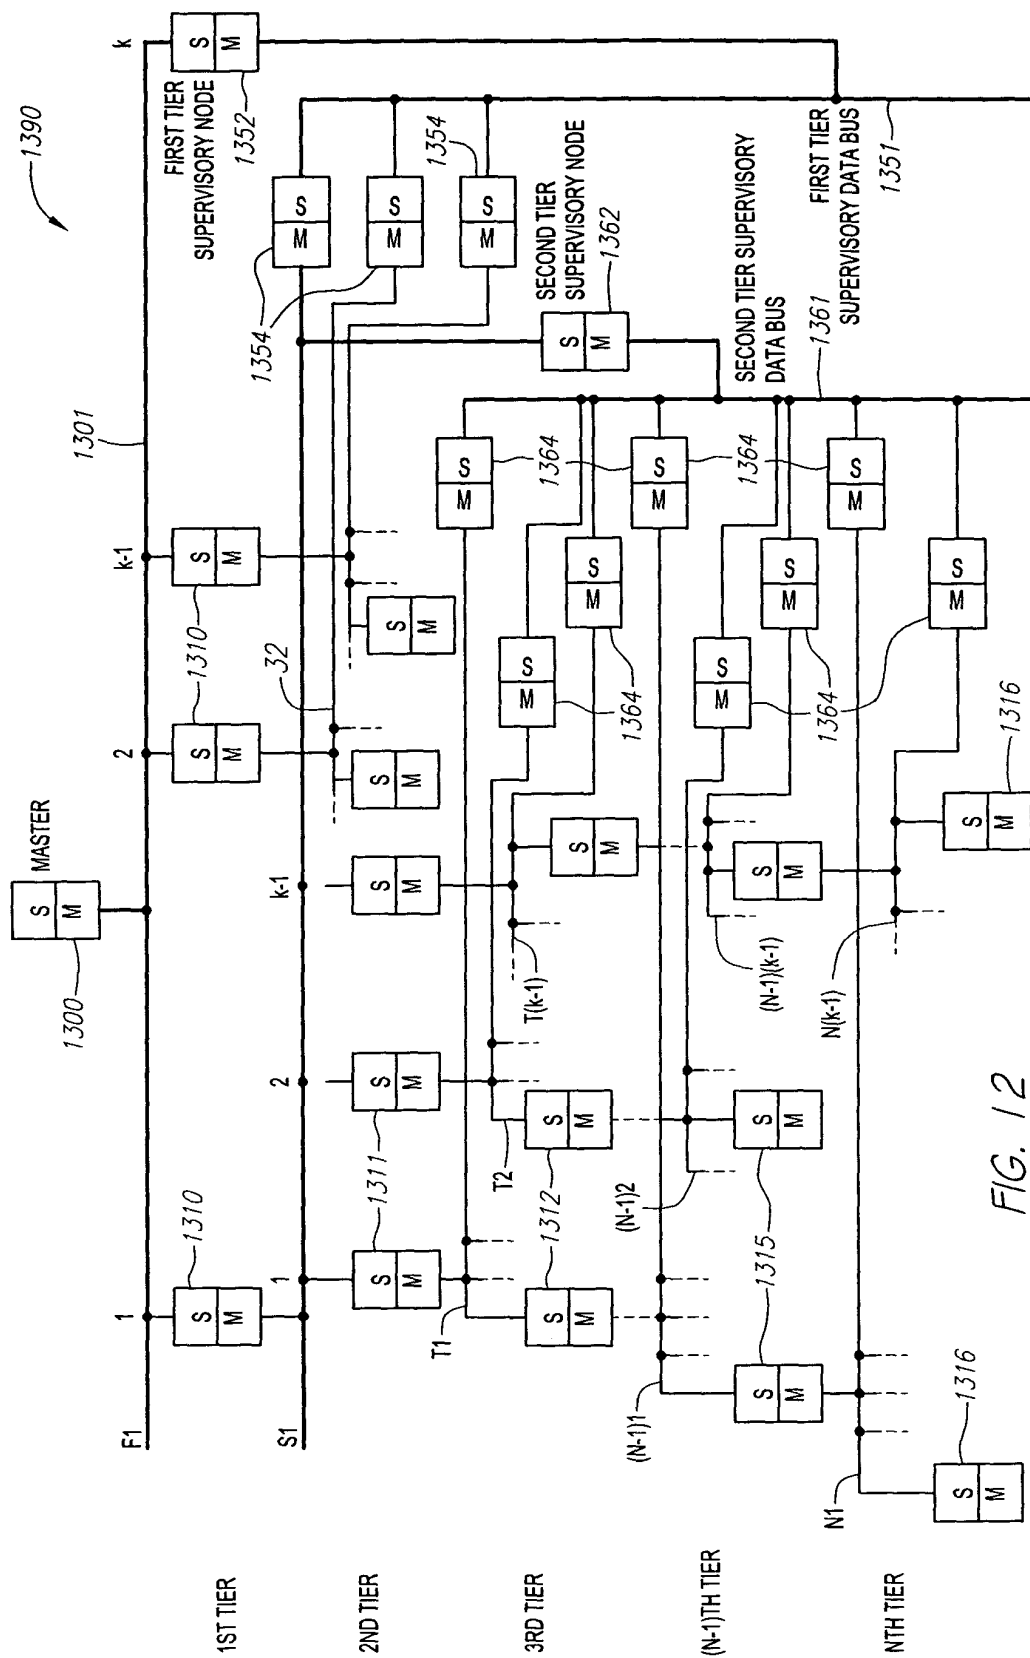 1390
S
M
MASTER
1300
1301
F1
1
2
k-1
k
1310
S
M
S
M
1310
S
M
S
M
FIRST TIER
SUPERVISORY NODE
1352
1ST TIER
S1
1
2
k-1
32
1354
M S
M S
M S
1354
2ND TIER
1311
S
M
S
M
S
M
S
M
S
M
T1
T2
T(k-1)
M S
1364
SECOND TIER
SUPERVISORY NODE
S
M
1362
3RD TIER
1312
S
M
S
M
S
M
M S
M S
1364
(N-1)1
(N-1)2
(N-1)(k-1)
M S
1364
SECOND TIER SUPERVISORY
DATA BUS
1361
(N-1)TH TIER
1315
S
M
S
M
S
M
M S
M S
1364
FIRST TIER
SUPERVISORY DATA BUS
1351
N1
N(k-1)
M S
NTH TIER
S
M
1316
S
M
1316
M S
FIG. 12